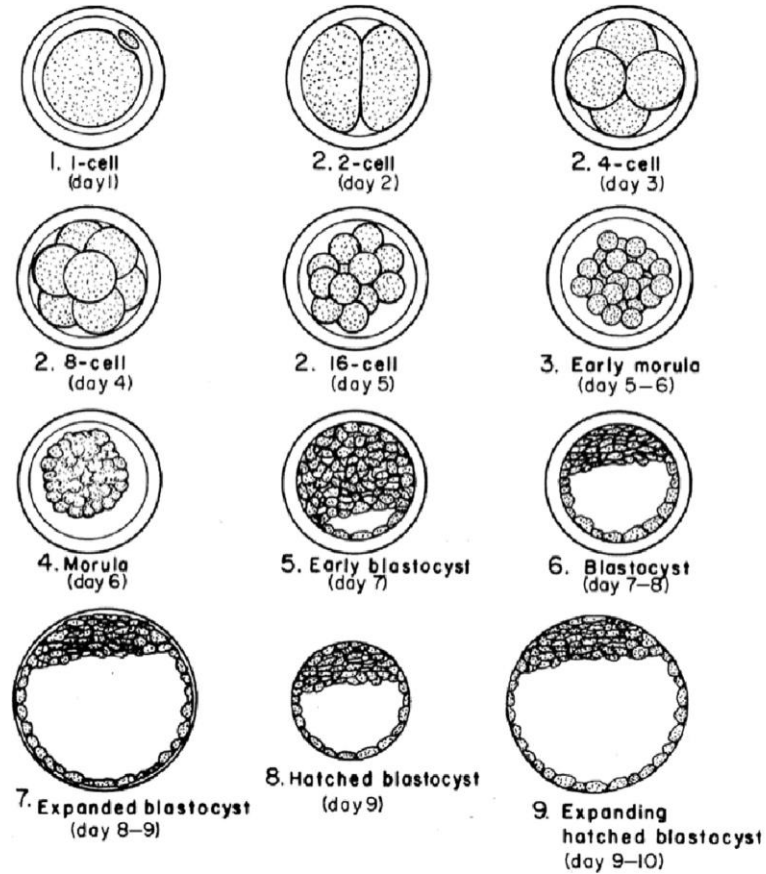 1. 1-cell
(day 1)
2. 2-cell
(day 2)
2. 4-cell
(day 3)
2. 8-cell
(day 4)
2. 16-cell
(day 5)
3. Early morula
(day 5-6)
4. Morula
(day 6)
5. Early blastocyst
(day 7)
6. Blastocyst
(day 7-8)
7. Expanded blastocyst
(day 8-9)
8. Hatched blastocyst
(day 9)
9. Expanding
hatched blastocyst
(day 9-10)